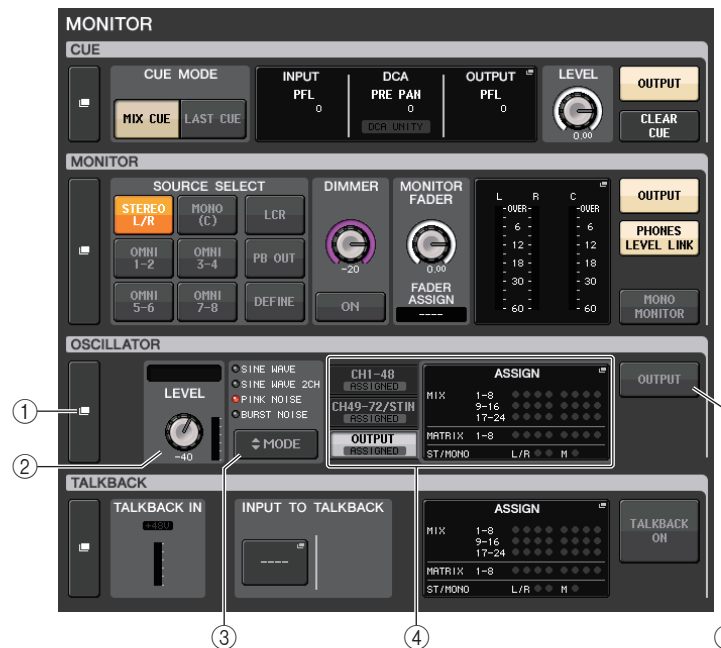 MONITOR
CUE
CUE MODE
MIX CUE
LAST CUE
INPUT
PFL
0
DCA
PRE PAN
0
DCA UNITY
OUTPUT
PFL
0
LEVEL
0.00
OUTPUT
CLEAR
CUE
MONITOR
SOURCE SELECT
STEREO
L/R
MONO
(C)
LCR
OMNI
1-2
OMNI
3-4
PB OUT
OMNI
5-6
OMNI
7-8
DEFINE
DIMMER
-20
ON
MONITOR
FADER
0.00
FADER
ASSIGN
----
L R C
-OVER- -OVER
6 6
12 12
18 18
30 30
60 60
OUTPUT
PHONES
LEVEL LINK
MONO
MONITOR
OSCILLATOR
LEVEL
-40
SINE WAVE
SINE WAVE 2CH
PINK NOISE
BURST NOISE
MODE
CH1-48
ASSIGNED
CH49-72/STIN
ASSIGNED
OUTPUT
ASSIGNED
ASSIGN
MIX 1-8
9-16
17-24
MATRIX 1-8
ST/MONO L/R M
OUTPUT
1
2
TALKBACK
TALKBACK IN
+48V
INPUT TO TALKBACK
----
ASSIGN
MIX 1-8
9-16
17-24
MATRIX 1-8
ST/MONO L/R M
TALKBACK
ON
3
4